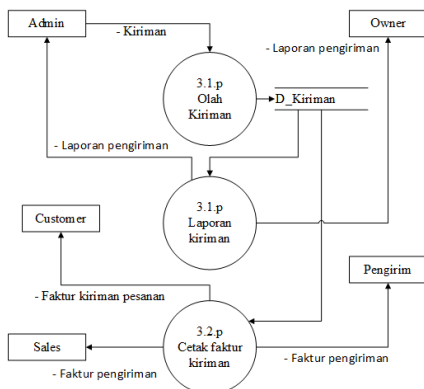 Admin
- Kiriman
Owner
- Laporan pengiriman
3.1.p
Olah
Kiriman
D_Kiriman
- Laporan pengiriman
3.1.p
Laporan
kiriman
Customer
Pengirim
- Faktur kiriman pesanan
3.2.p
Cetak faktur
kiriman
Sales
- Faktur pengiriman
- Faktur pengiriman